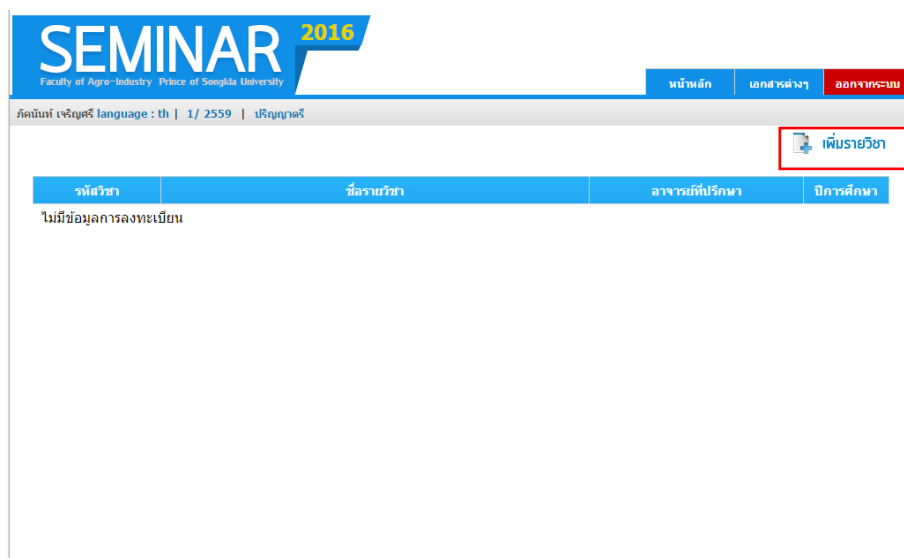 SEMINAR 2016
Faculty of Agro-Industry Prince of Songkla University
หน้าหลัก เอกสารต่างๆ ออกจากระบบ
ภัคนันท์ เจริญศรี language : th | 1/ 2559 | ปริญญาตรี
เพิ่มรายวิชา
รหัสวิชา ชื่อรายวิชา อาจารย์ที่ปรึกษา ปีการศึกษา
ไม่มีข้อมูลการลงทะเบียน